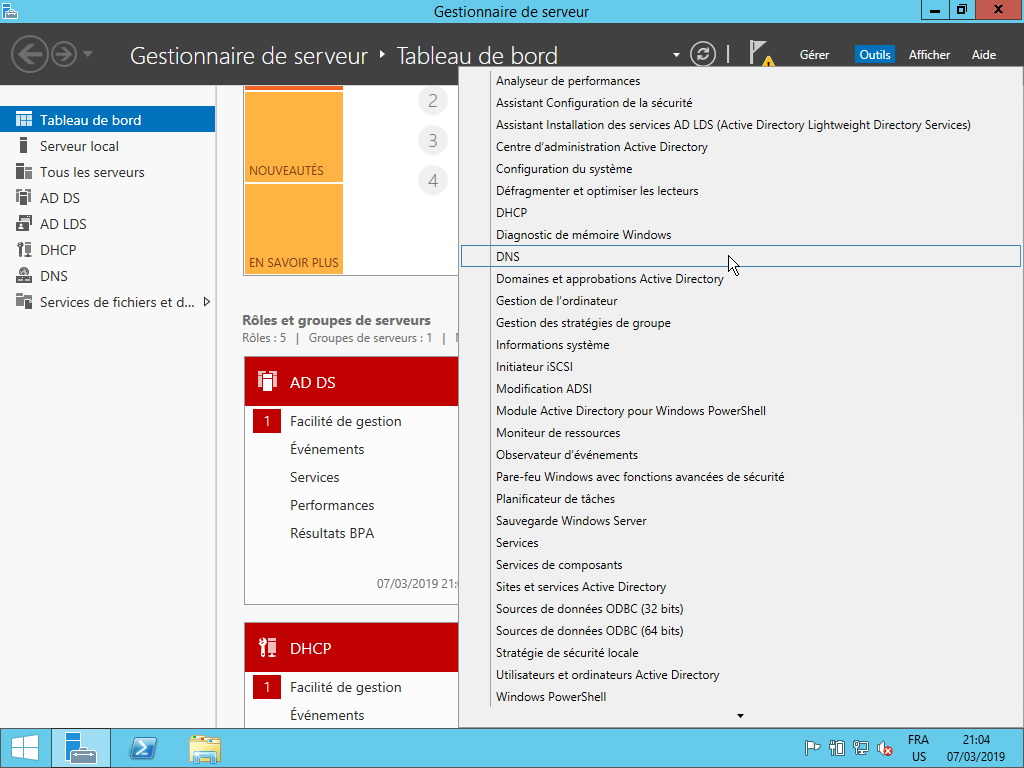 Gestionnaire de serveur
Gestionnaire de serveur • Tableau de bord
Gérer Outils Afficher Aide
Tableau de bord
Serveur local
Tous les serveurs
AD DS
AD LDS
DHCP
DNS
Services de fichiers et d...
NOUVEAUTÉS
EN SAVOIR PLUS
2
3
4
Rôles et groupes de serveurs
Rôles : 5 | Groupes de serveurs : 1 |
AD DS
1 Facilité de gestion
Événements
Services
Performances
Résultats BPA
07/03/2019 21:
DHCP
1 Facilité de gestion
Événements
Analyseur de performances
Assistant Configuration de la sécurité
Assistant Installation des services AD LDS (Active Directory Lightweight Directory Services)
Centre d'administration Active Directory
Configuration du système
Défragmenter et optimiser les lecteurs
DHCP
Diagnostic de mémoire Windows
DNS
Domaines et approbations Active Directory
Gestion de l'ordinateur
Gestion des stratégies de groupe
Informations système
Initiateur iSCSI
Modification ADSI
Module Active Directory pour Windows PowerShell
Moniteur de ressources
Observateur d'événements
Pare-feu Windows avec fonctions avancées de sécurité
Planificateur de tâches
Sauvegarde Windows Server
Services
Services de composants
Sites et services Active Directory
Sources de données ODBC (32 bits)
Sources de données ODBC (64 bits)
Stratégie de sécurité locale
Utilisateurs et ordinateurs Active Directory
Windows PowerShell
FRA
US
21:04
07/03/2019